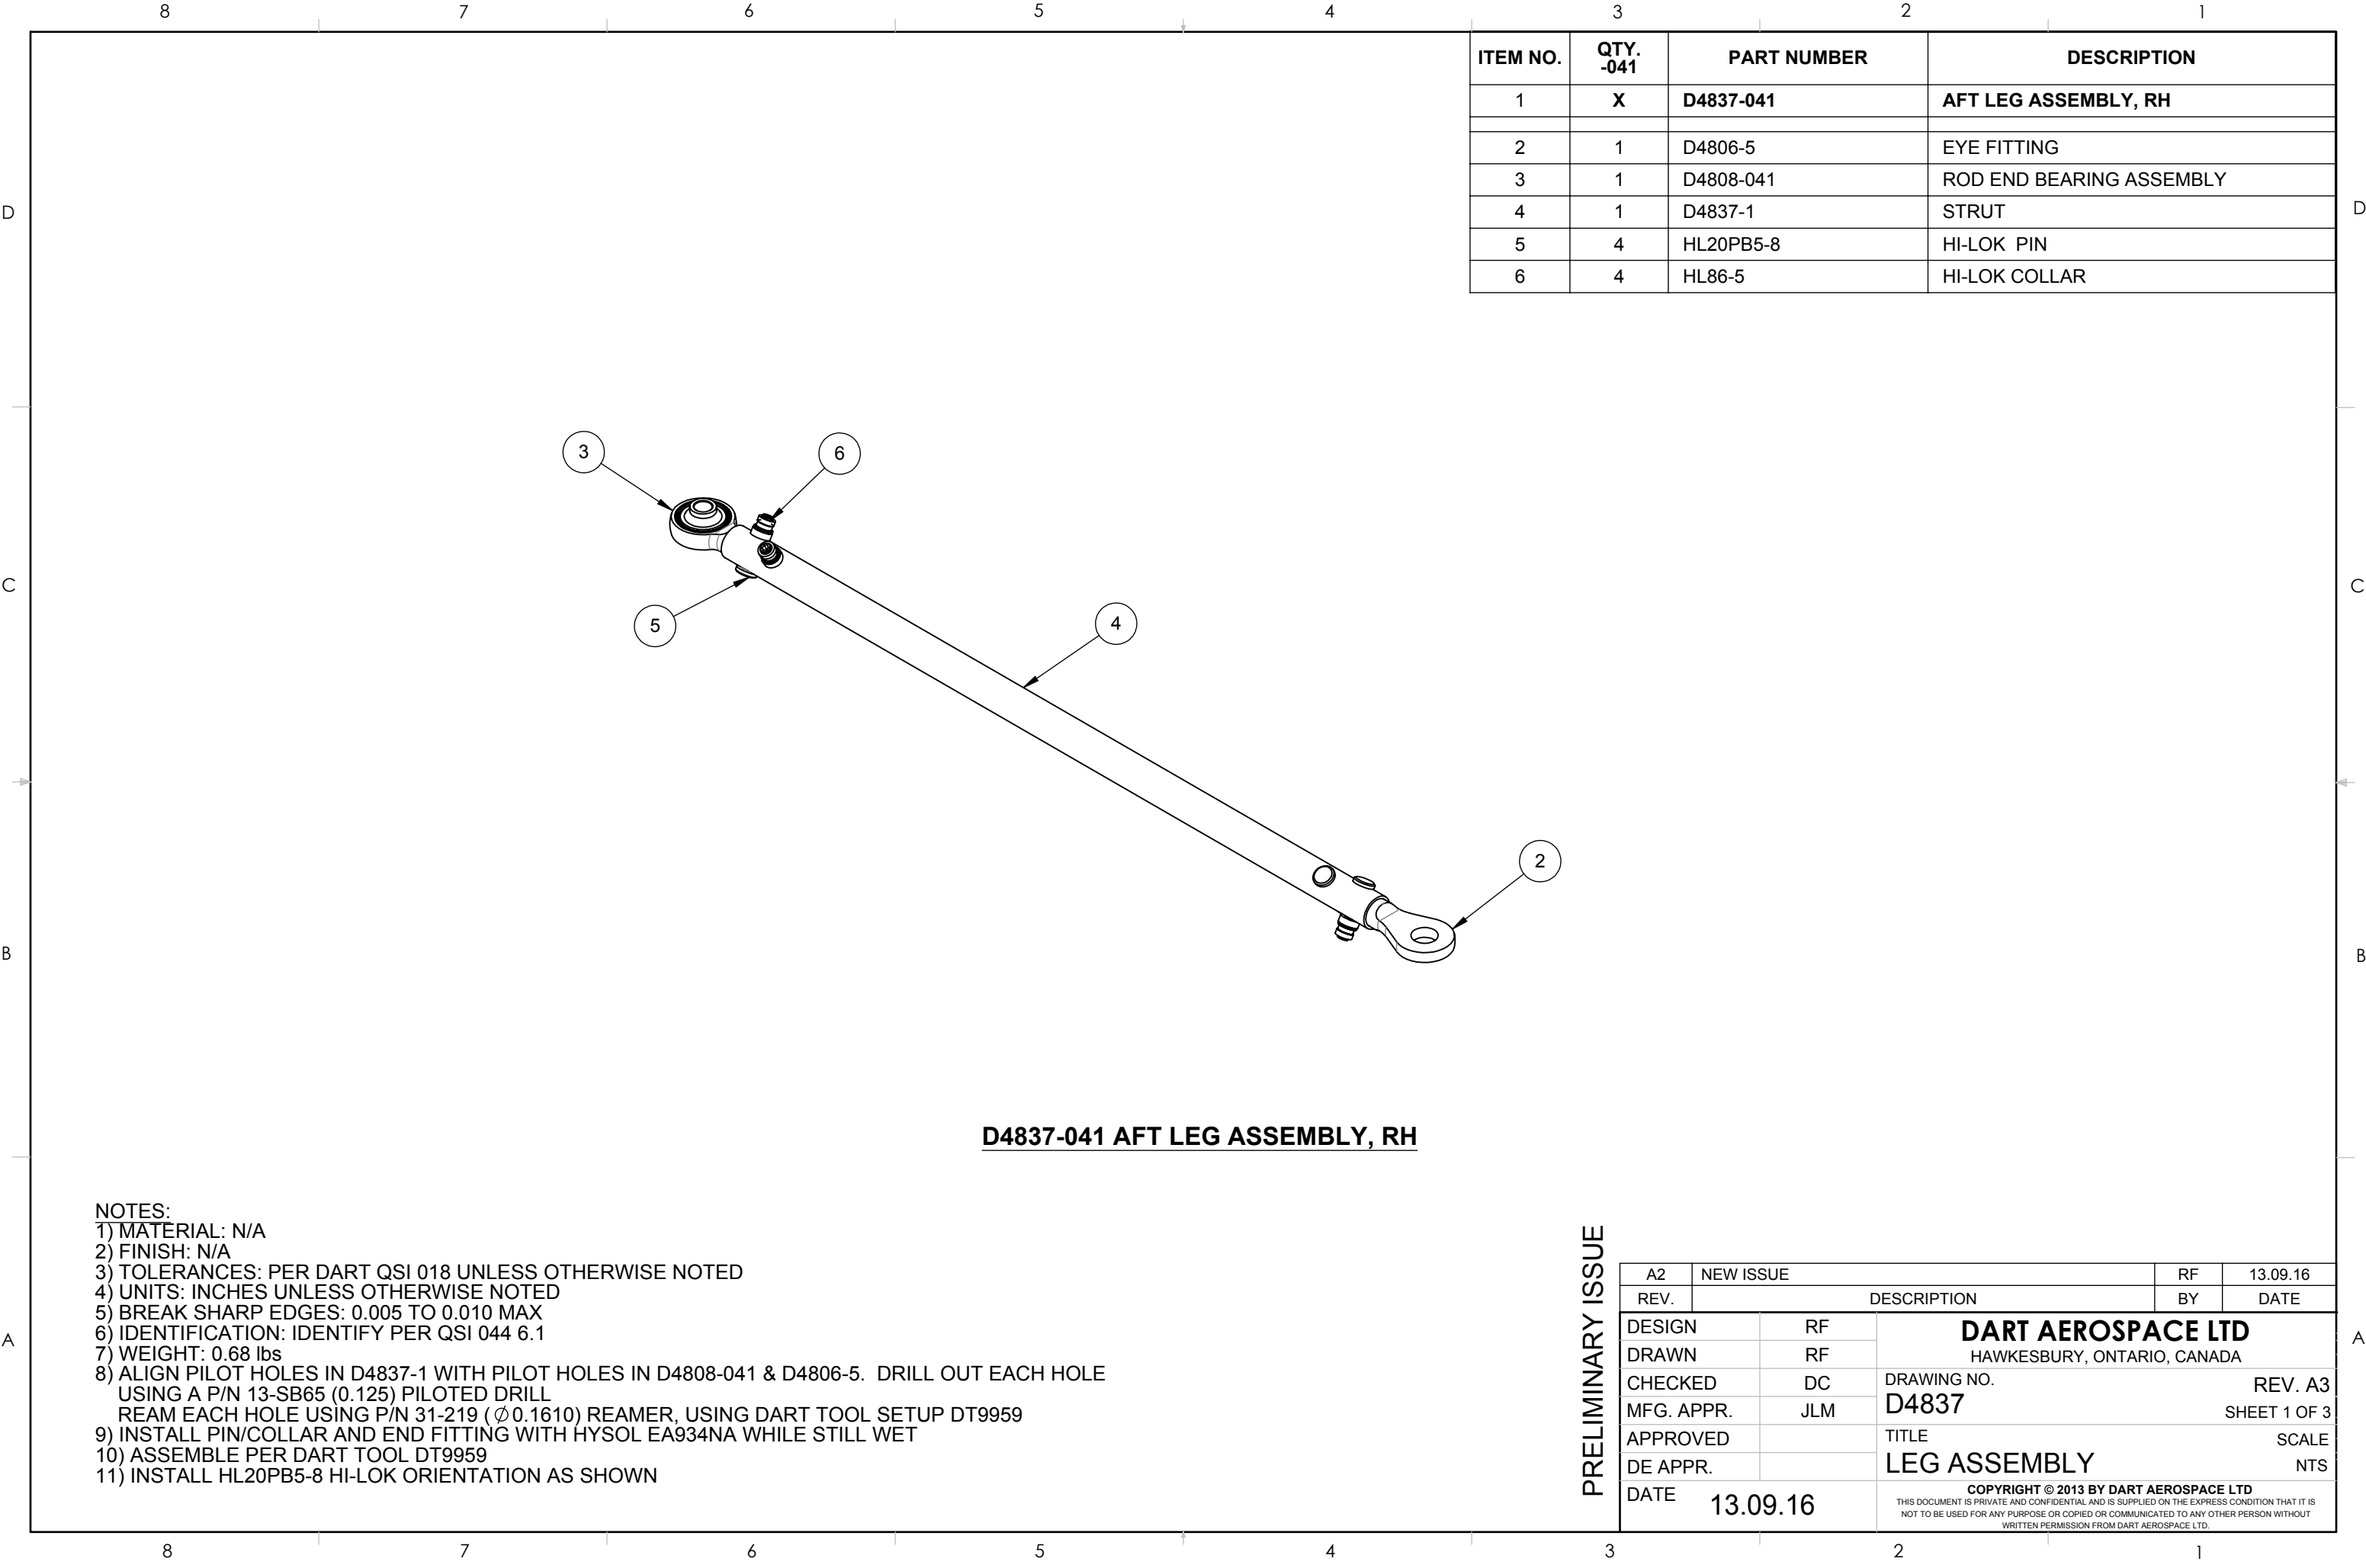 8 7 6 5 4 3 2 1
ITEM NO. QTY. -041 PART NUMBER DESCRIPTION
1 X D4837-041 AFT LEG ASSEMBLY, RH
2 1 D4806-5 EYE FITTING
3 1 D4808-041 ROD END BEARING ASSEMBLY
4 1 D4837-1 STRUT
5 4 HL20PB5-8 HI-LOK PIN
6 4 HL86-5 HI-LOK COLLAR
D D
3 6
C C
5 4
2
B B
D4837-041 AFT LEG ASSEMBLY, RH
NOTES:
1) MATERIAL: N/A
2) FINISH: N/A
3) TOLERANCES: PER DART QSI 018 UNLESS OTHERWISE NOTED
4) UNITS: INCHES UNLESS OTHERWISE NOTED
5) BREAK SHARP EDGES: 0.005 TO 0.010 MAX
6) IDENTIFICATION: IDENTIFY PER QSI 044 6.1
7) WEIGHT: 0.68 lbs
8) ALIGN PILOT HOLES IN D4837-1 WITH PILOT HOLES IN D4808-041 & D4806-5. DRILL OUT EACH HOLE
USING A P/N 13-SB65 (0.125) PILOTED DRILL
REAM EACH HOLE USING P/N 31-219 (∅0.1610) REAMER, USING DART TOOL SETUP DT9959
9) INSTALL PIN/COLLAR AND END FITTING WITH HYSOL EA934NA WHILE STILL WET
10) ASSEMBLE PER DART TOOL DT9959
11) INSTALL HL20PB5-8 HI-LOK ORIENTATION AS SHOWN
A A
PRELIMINARY ISSUE
A2 NEW ISSUE RF 13.09.16
REV. DESCRIPTION BY DATE
DESIGN RF
DRAWN RF
CHECKED DC
MFG. APPR. JLM
APPROVED
DE APPR.
DATE 13.09.16
DART AEROSPACE LTD
HAWKESBURY, ONTARIO, CANADA
DRAWING NO. REV. A3
D4837 SHEET 1 OF 3
TITLE SCALE
LEG ASSEMBLY NTS
COPYRIGHT © 2013 BY DART AEROSPACE LTD
THIS DOCUMENT IS PRIVATE AND CONFIDENTIAL AND IS SUPPLIED ON THE EXPRESS CONDITION THAT IT IS
NOT TO BE USED FOR ANY PURPOSE OR COPIED OR COMMUNICATED TO ANY OTHER PERSON WITHOUT
WRITTEN PERMISSION FROM DART AEROSPACE LTD.
8 7 6 5 4 3 2 1